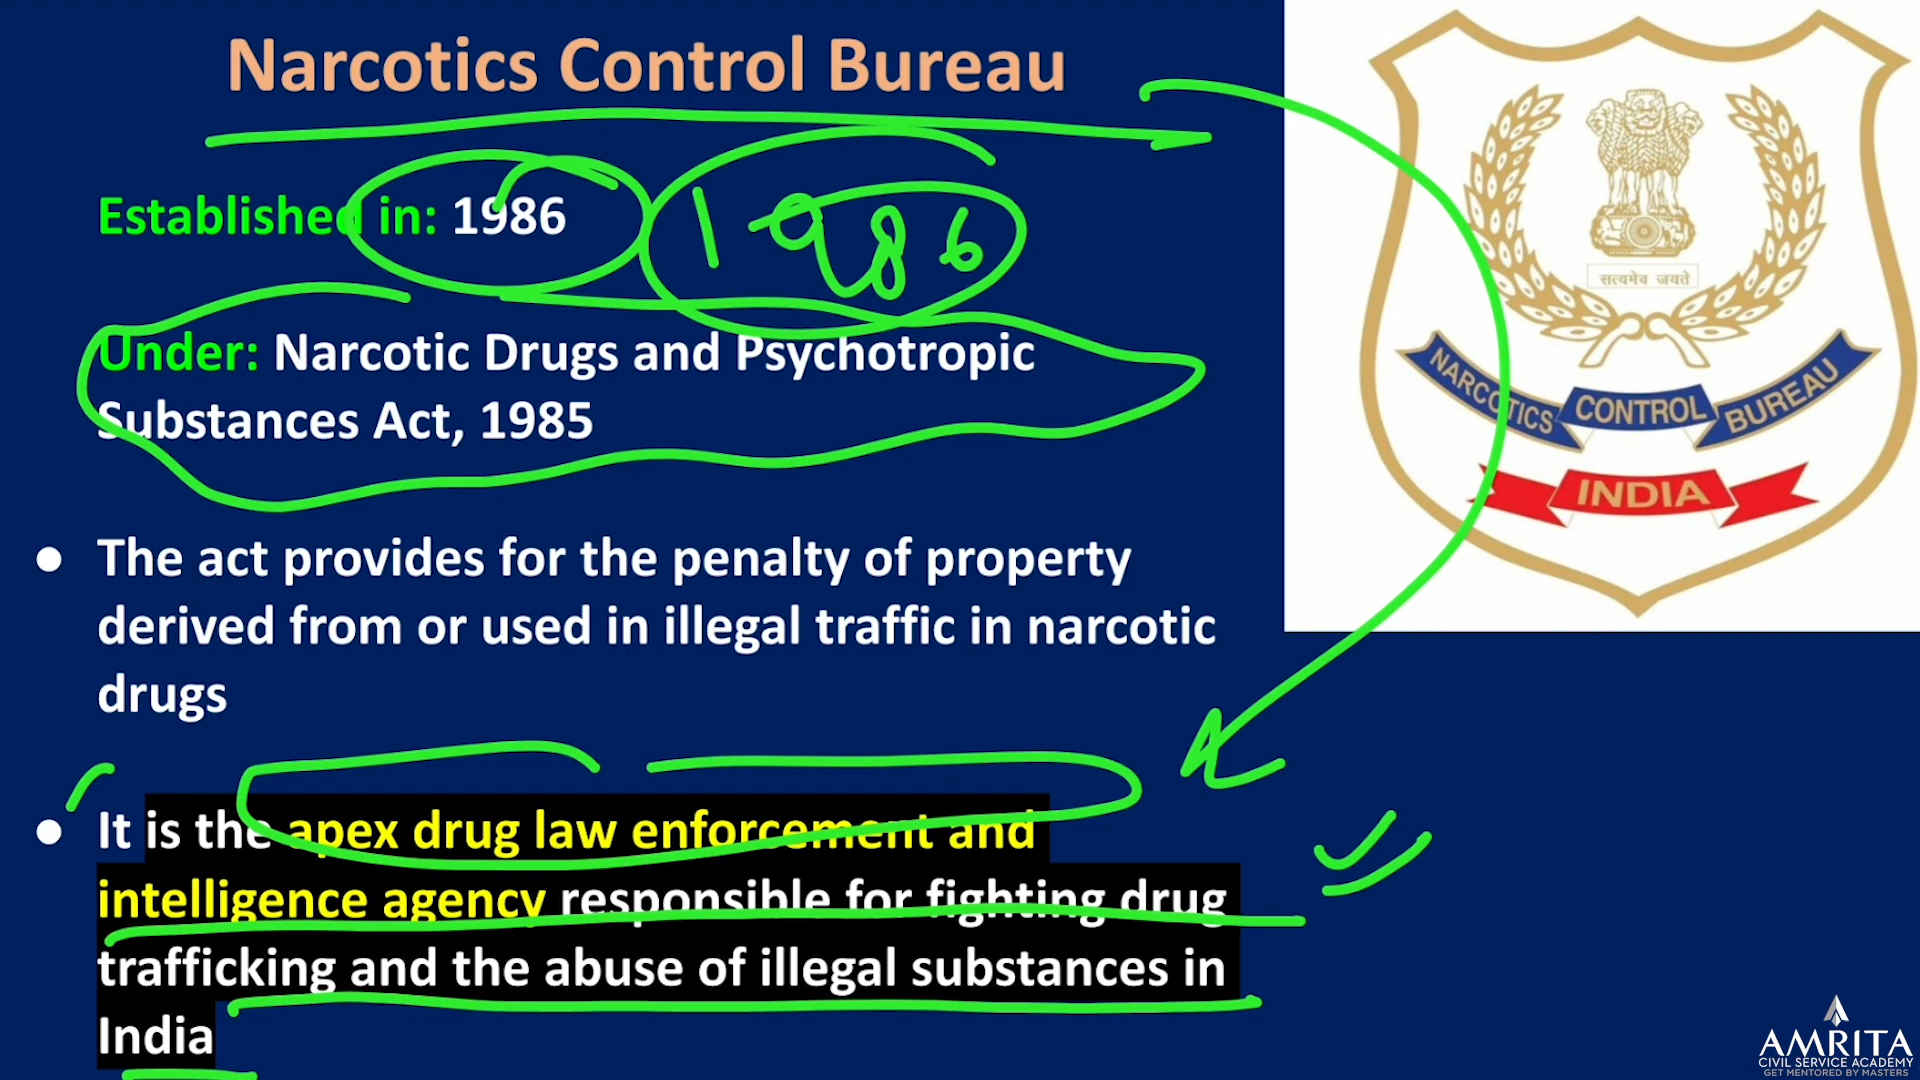 Narcotics Control Bureau
Established in: 1986
1986
Under: Narcotic Drugs and Psychotropic
Substances Act, 1985
● The act provides for the penalty of property
derived from or used in illegal traffic in narcotic
drugs
● It is the apex drug law enforcement and
intelligence agency responsible for fighting drug
trafficking and the abuse of illegal substances in
India
सत्यमेव जयते
NARCOTICS CONTROL BUREAU
INDIA
AMRITA
CIVIL SERVICE ACADEMY
GET MENTORED BY MASTERS